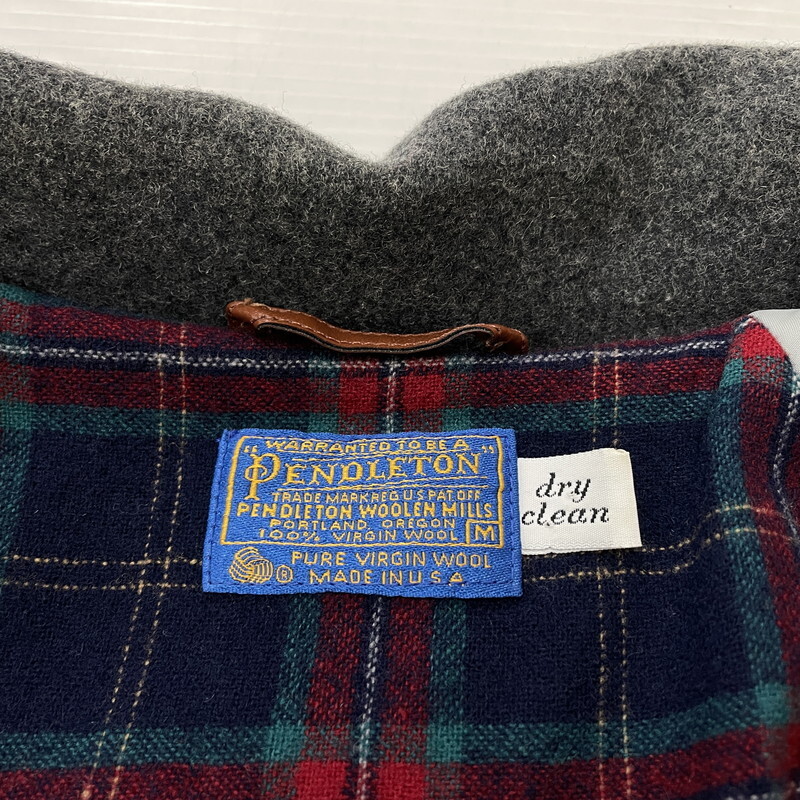 WARRANTED TO BE A
"PENDLETON"
TRADE MARK REG U S PAT OFF
PENDLETON WOOLEN MILLS
PORTLAND, OREGON
100% VIRGIN WOOL M
® PURE VIRGIN WOOL
MADE IN U S A
dry
clean